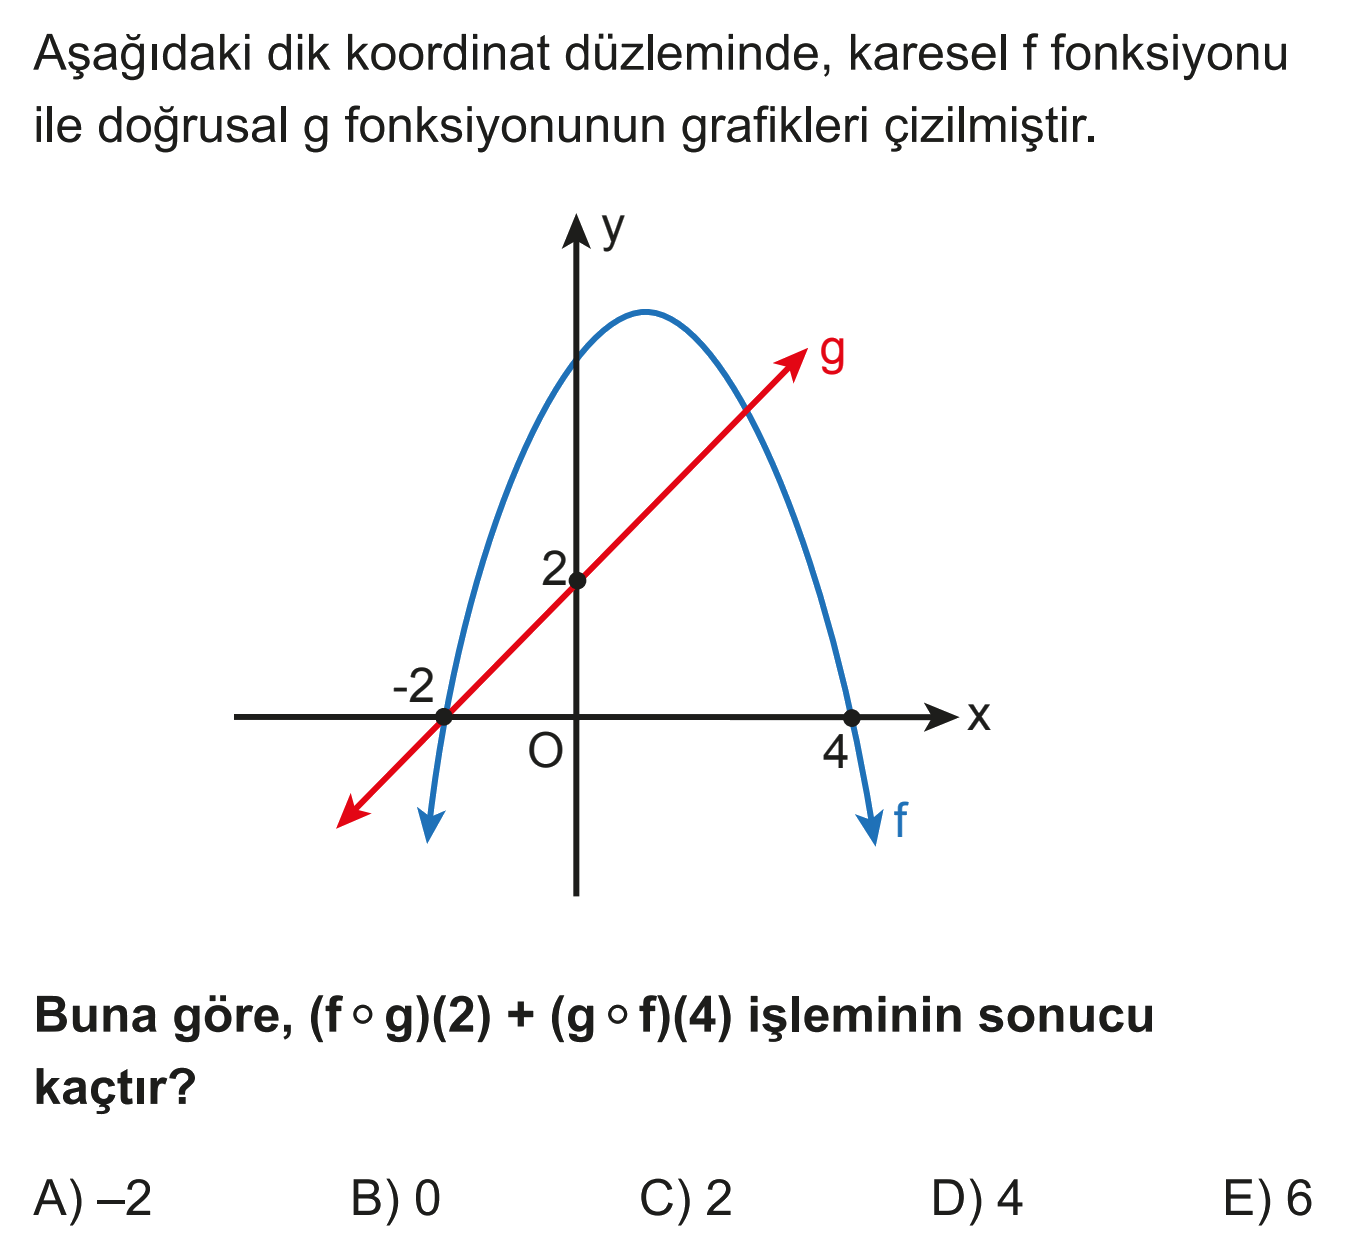 Aşağıdaki dik koordinat düzleminde, karesel f fonksiyonu
ile doğrusal g fonksiyonunun grafikleri çizilmiştir.
y
g
2
-2
x
O
4
f
Buna göre, (f∘g)(2) + (g∘f)(4) işleminin sonucu
kaçtır?
A) –2 B) 0 C) 2 D) 4 E) 6